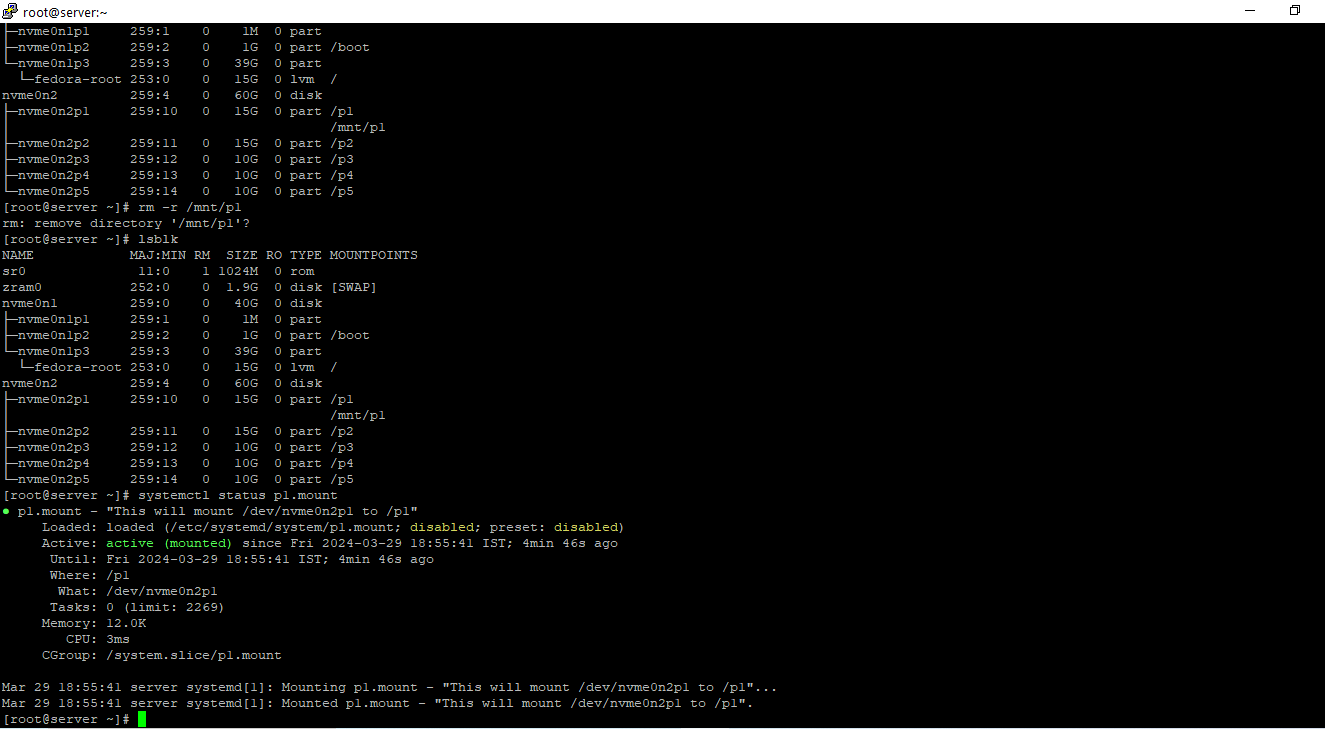 root@server:~
├─nvme0n1p1     259:1    0    1M  0 part
├─nvme0n1p2     259:2    0    1G  0 part /boot
└─nvme0n1p3     259:3    0   39G  0 part
  └─fedora-root 253:0    0   15G  0 lvm  /
nvme0n2         259:4    0   60G  0 disk
├─nvme0n2p1     259:10   0   15G  0 part /p1
│                                        /mnt/p1
├─nvme0n2p2     259:11   0   15G  0 part /p2
├─nvme0n2p3     259:12   0   10G  0 part /p3
├─nvme0n2p4     259:13   0   10G  0 part /p4
└─nvme0n2p5     259:14   0   10G  0 part /p5
[root@server ~]# rm -r /mnt/p1
rm: remove directory '/mnt/p1'?
[root@server ~]# lsblk
NAME            MAJ:MIN RM  SIZE RO TYPE MOUNTPOINTS
sr0              11:0    1 1024M  0 rom
zram0           252:0    0  1.9G  0 disk [SWAP]
nvme0n1         259:0    0   40G  0 disk
├─nvme0n1p1     259:1    0    1M  0 part
├─nvme0n1p2     259:2    0    1G  0 part /boot
└─nvme0n1p3     259:3    0   39G  0 part
  └─fedora-root 253:0    0   15G  0 lvm  /
nvme0n2         259:4    0   60G  0 disk
├─nvme0n2p1     259:10   0   15G  0 part /p1
│                                        /mnt/p1
├─nvme0n2p2     259:11   0   15G  0 part /p2
├─nvme0n2p3     259:12   0   10G  0 part /p3
├─nvme0n2p4     259:13   0   10G  0 part /p4
└─nvme0n2p5     259:14   0   10G  0 part /p5
[root@server ~]# systemctl status p1.mount
● p1.mount - "This will mount /dev/nvme0n2p1 to /p1"
     Loaded: loaded (/etc/systemd/system/p1.mount; disabled; preset: disabled)
     Active: active (mounted) since Fri 2024-03-29 18:55:41 IST; 4min 46s ago
      Until: Fri 2024-03-29 18:55:41 IST; 4min 46s ago
      Where: /p1
       What: /dev/nvme0n2p1
      Tasks: 0 (limit: 2269)
     Memory: 12.0K
        CPU: 3ms
     CGroup: /system.slice/p1.mount
Mar 29 18:55:41 server systemd[1]: Mounting p1.mount - "This will mount /dev/nvme0n2p1 to /p1"...
Mar 29 18:55:41 server systemd[1]: Mounted p1.mount - "This will mount /dev/nvme0n2p1 to /p1".
[root@server ~]#